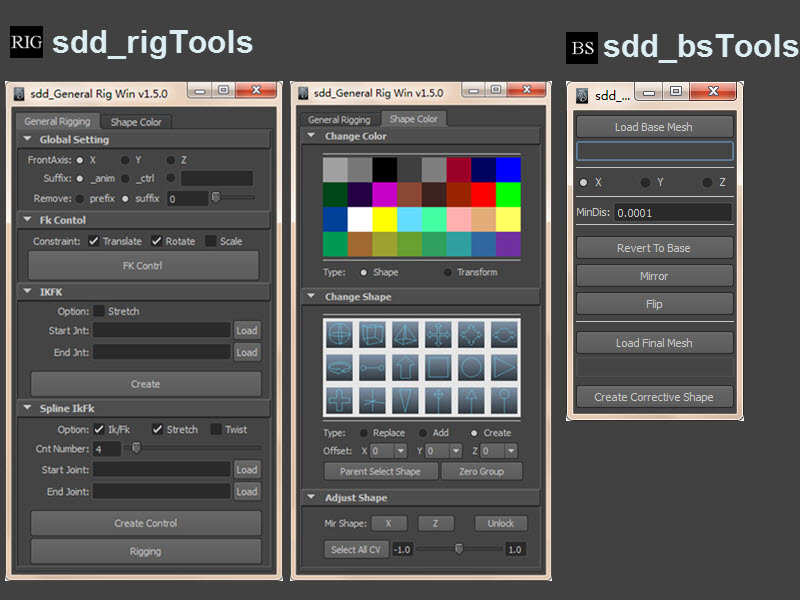 RIG sdd_rigTools
BS sdd_bsTools
sdd_General Rig Win v1.5.0
General Rigging Shape Color
Global Setting
FrontAxis: X Y Z
Suffix: _anim _ctrl
Remove: prefix suffix 0
Fk Contol
Constraint: Translate Rotate Scale
FK Contrl
IKFK
Option: Stretch
Start Jnt: Load
End Jnt: Load
Create
Spline IkFk
Option: Ik/Fk Stretch Twist
Cnt Number: 4
Start Joint: Load
End Joint: Load
Create Control
Rigging
sdd_General Rig Win v1.5.0
General Rigging Shape Color
Change Color
Type: Shape Transform
Change Shape
Type: Replace Add Create
Offset: X 0 Y 0 Z 0
Parent Select Shape Zero Group
Adjust Shape
Mir Shape: X Z Unlock
Select All CV -1.0 1.0
sdd_...
Load Base Mesh
X Y Z
MinDis: 0.0001
Revert To Base
Mirror
Flip
Load Final Mesh
Create Corrective Shape